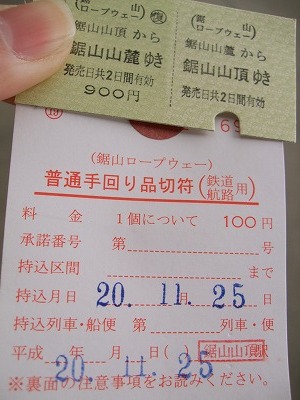 (鋸山)
ロープウェー 復
鋸山山頂から
鋸山山麓ゆき
発売日共2日間有効
900円
(鋸山)
ロープウェー
鋸山山麓から
鋸山山頂ゆき
発売日共2日間有効
69
(鋸山ロープウェー)
普通手回り品切符(鉄道航路用)
料金 1個について 100円
承諾番号 第 号
持込区間 まで
持込月日 20.11.25日
持込列車・船便 第 列車・便
平成 年 月 日( ) 鋸山山頂駅
20.11.25
※裏面の注意事項をお読みください。